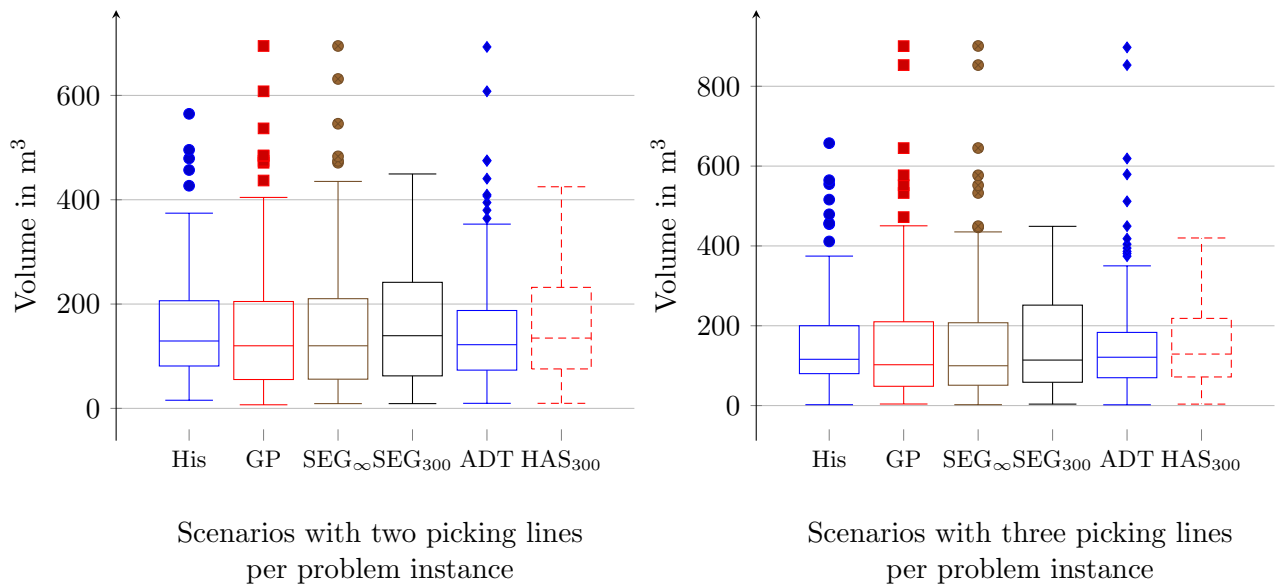 Volume in m³
600
400
200
0
His GP SEG∞ SEG₃₀₀ ADT HAS₃₀₀
Scenarios with two picking lines
per problem instance
Volume in m³
800
600
400
200
0
His GP SEG∞ SEG₃₀₀ ADT HAS₃₀₀
Scenarios with three picking lines
per problem instance